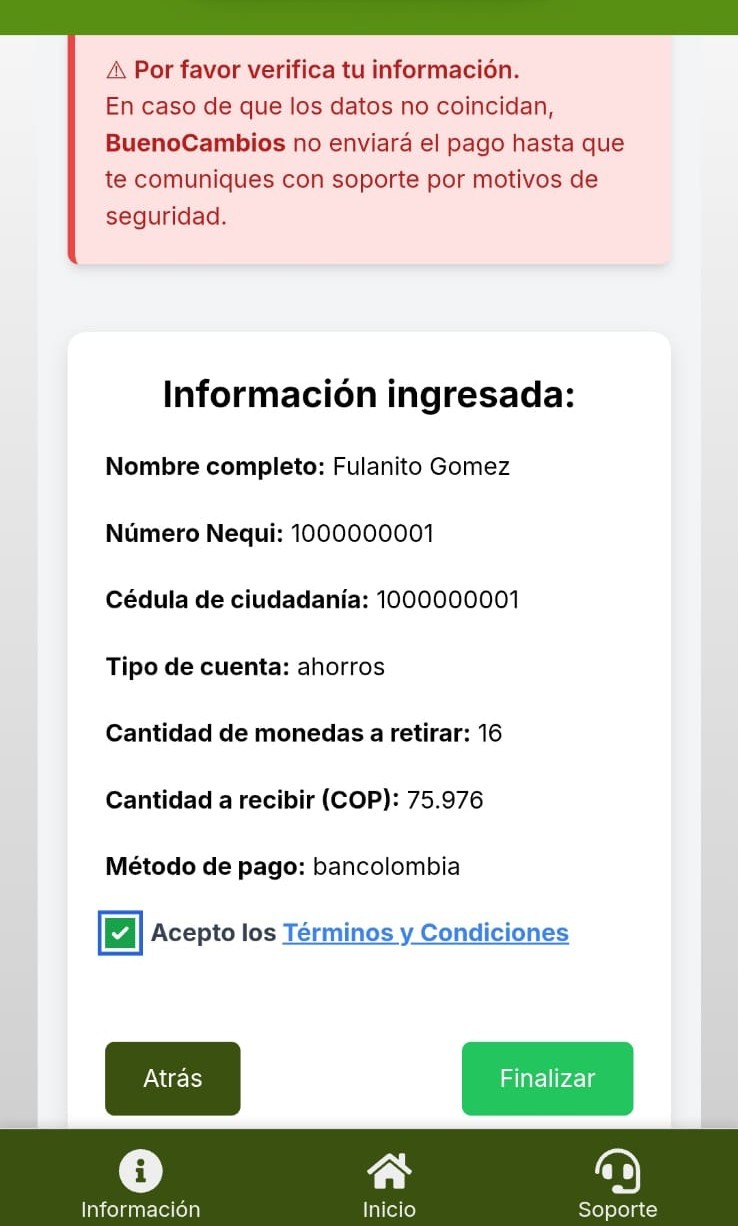 ⚠ Por favor verifica tu información.
En caso de que los datos no coincidan,
BuenoCambios no enviará el pago hasta que
te comuniques con soporte por motivos de
seguridad.
Información ingresada:
Nombre completo: Fulanito Gomez
Número Nequi: 1000000001
Cédula de ciudadanía: 1000000001
Tipo de cuenta: ahorros
Cantidad de monedas a retirar: 16
Cantidad a recibir (COP): 75.976
Método de pago: bancolombia
Acepto los Términos y Condiciones
Atrás
Finalizar
Información
Inicio
Soporte